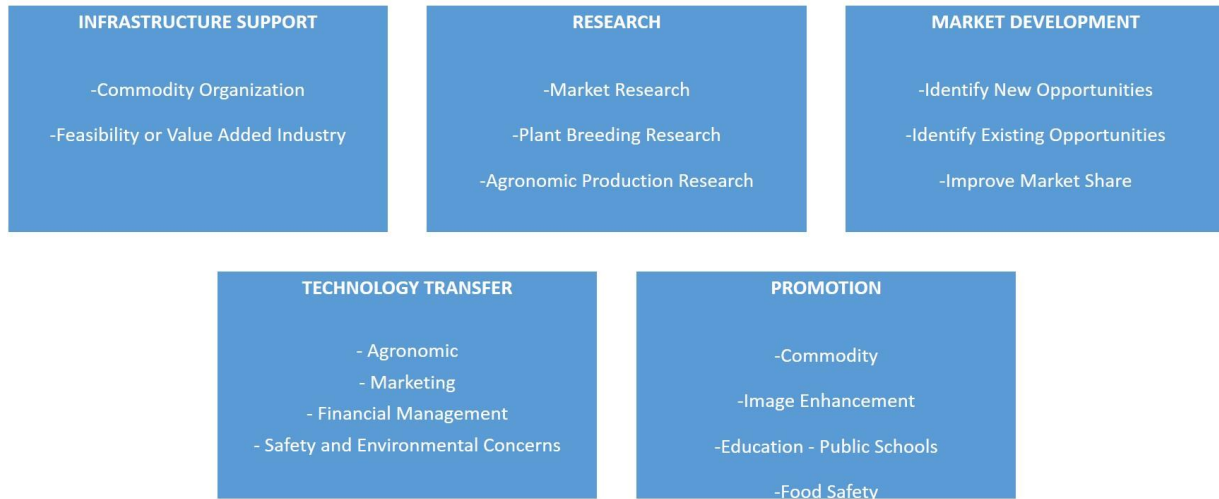 INFRASTRUCTURE SUPPORT
-Commodity Organization
-Feasibility or Value Added Industry
RESEARCH
-Market Research
-Plant Breeding Research
-Agronomic Production Research
MARKET DEVELOPMENT
-Identify New Opportunities
-Identify Existing Opportunities
-Improve Market Share
TECHNOLOGY TRANSFER
- Agronomic
- Marketing
- Financial Management
- Safety and Environmental Concerns
PROMOTION
-Commodity
-Image Enhancement
-Education - Public Schools
-Food Safety